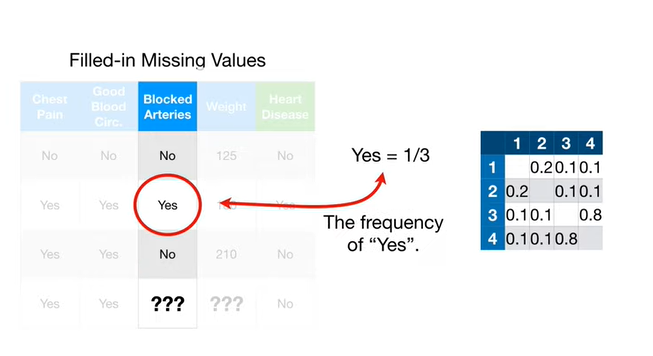 Filled-in Missing Values
Chest Pain
Good Blood Circ.
Blocked Arteries
Weight
Heart Disease
No No No 125 No
Yes Yes Yes Yes
Yes Yes No 210 No
Yes Yes ??? ??? No
Yes = 1/3
The frequency
of “Yes”.
1 2 3 4
1 0.2 0.1 0.1
2 0.2 0.1 0.1
3 0.1 0.1 0.8
4 0.1 0.1 0.8